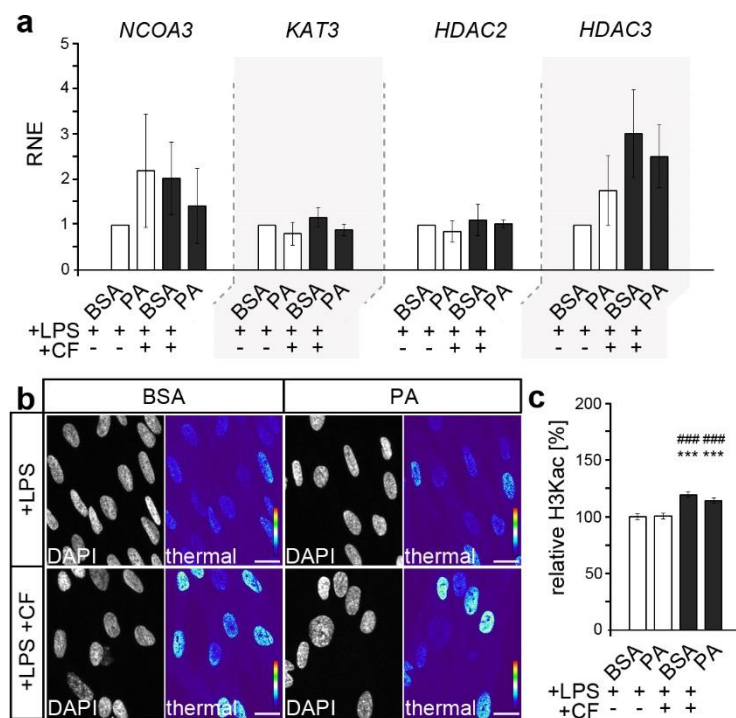 a
NCOA3 KAT3 HDAC2 HDAC3
5
4
3
2
1
0
RNE
BSA PA BSA PA BSA PA BSA PA BSA PA BSA PA BSA PA BSA PA
+LPS + + + + + + + + + + + + + + + +
+CF - - + + - - + + - - + + - - + +
b
BSA PA
+LPS
DAPI thermal DAPI thermal
+LPS +CF
DAPI thermal DAPI thermal
c
200
150
100
50
0
relative H3Kac [%]
### ###
*** ***
BSA PA BSA PA
+LPS + + + +
+CF - - + +